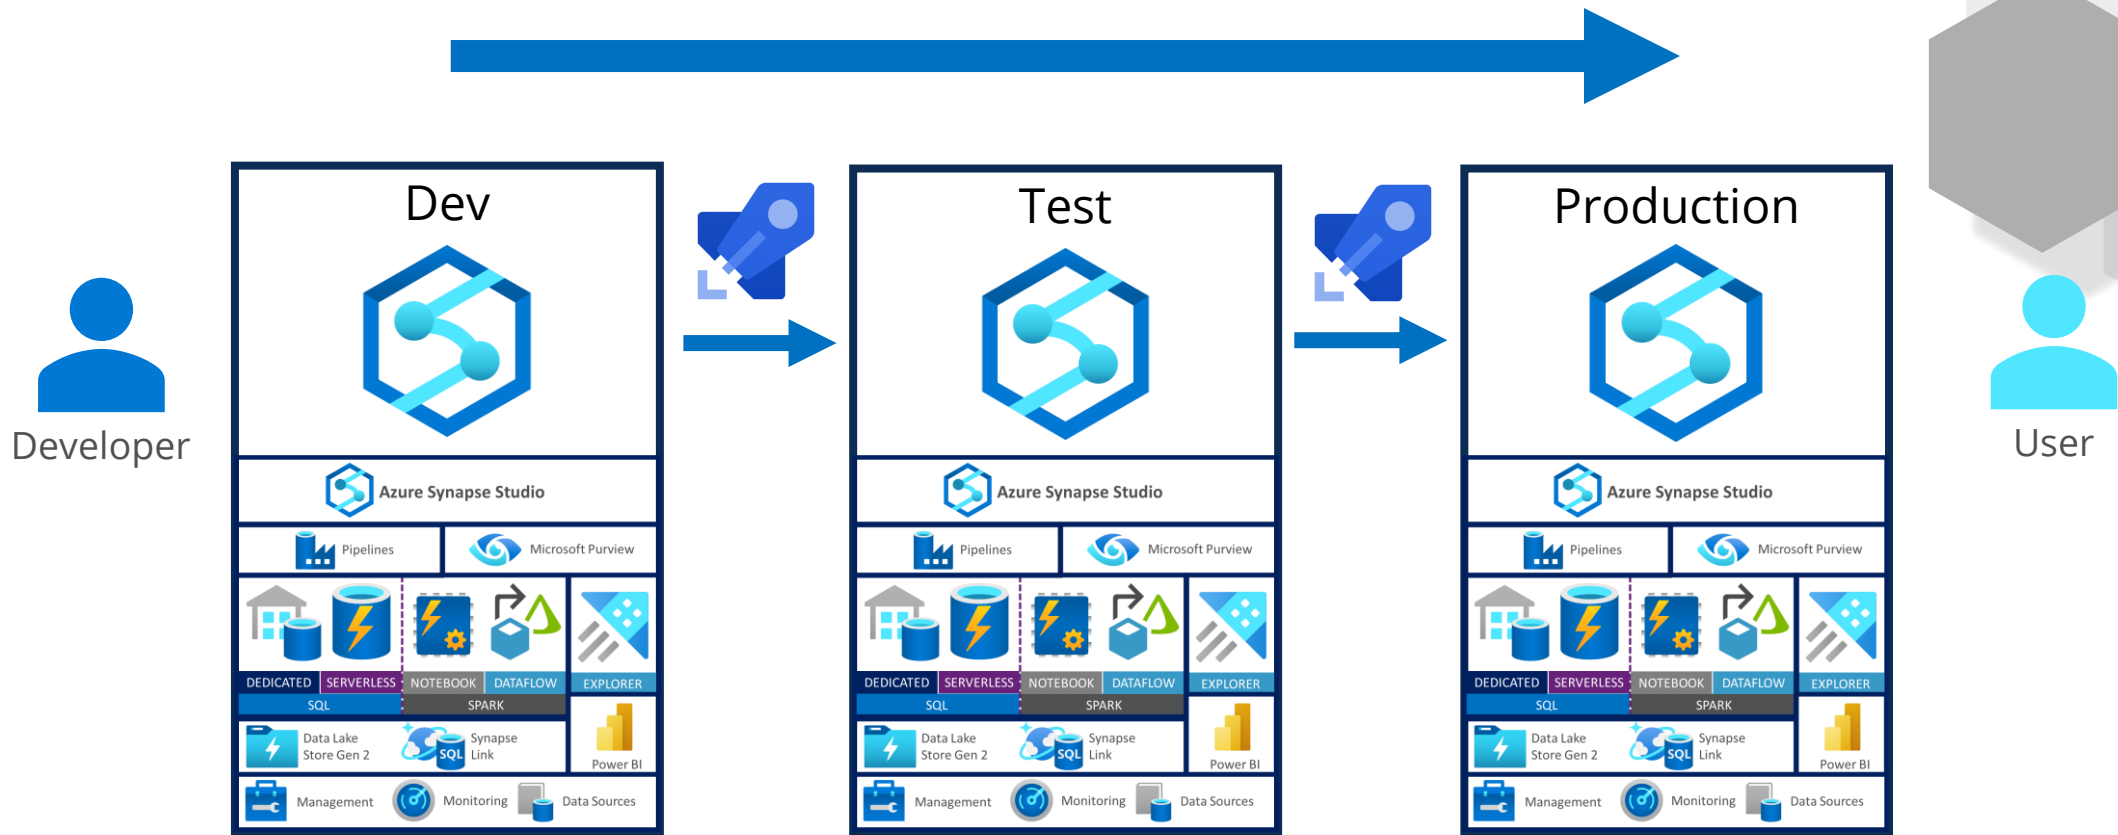 Developer
Dev
Azure Synapse Studio
Pipelines
Microsoft Purview
DEDICATED
SERVERLESS
NOTEBOOK
DATAFLOW
EXPLORER
SQL
SPARK
Data Lake
Store Gen 2
SQL
Synapse
Link
Power BI
Management
Monitoring
Data Sources
Test
Azure Synapse Studio
Pipelines
Microsoft Purview
DEDICATED
SERVERLESS
NOTEBOOK
DATAFLOW
EXPLORER
SQL
SPARK
Data Lake
Store Gen 2
SQL
Synapse
Link
Power BI
Management
Monitoring
Data Sources
Production
Azure Synapse Studio
Pipelines
Microsoft Purview
DEDICATED
SERVERLESS
NOTEBOOK
DATAFLOW
EXPLORER
SQL
SPARK
Data Lake
Store Gen 2
SQL
Synapse
Link
Power BI
Management
Monitoring
Data Sources
User